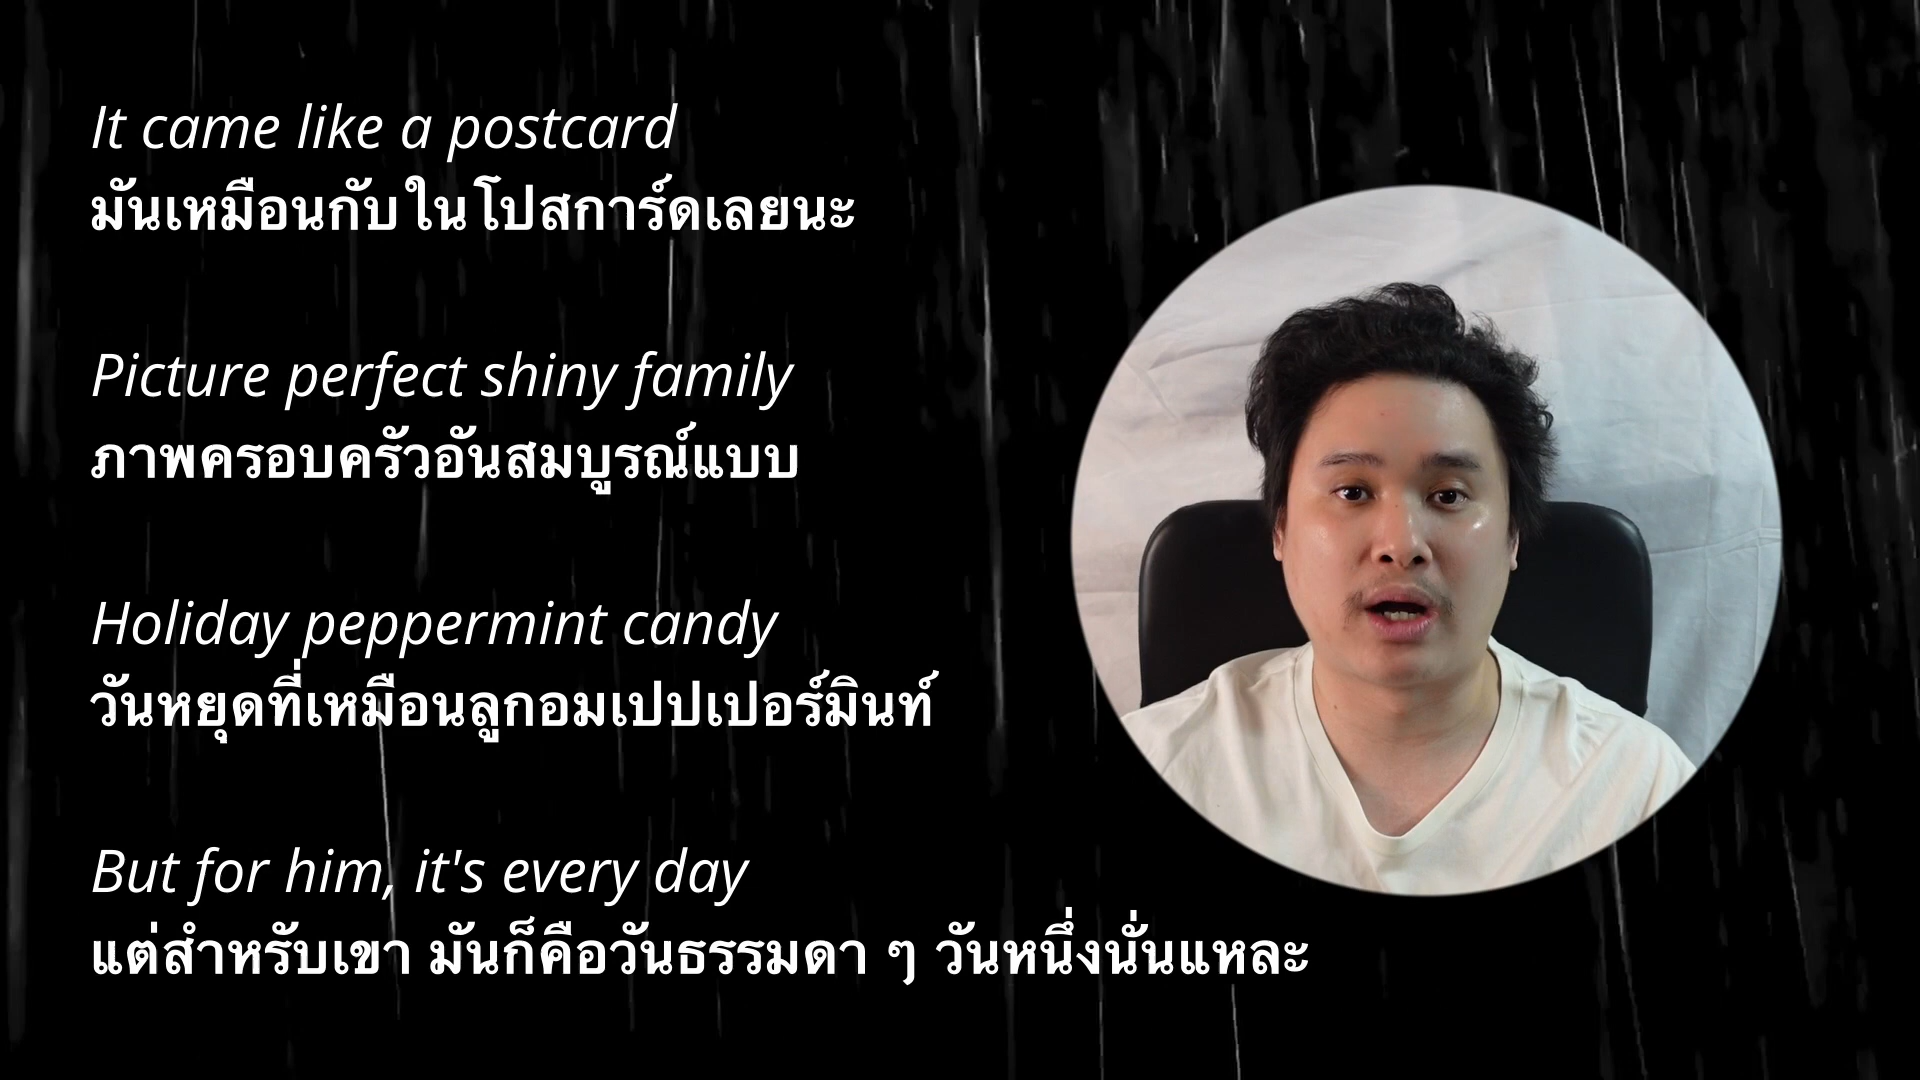 It came like a postcard
มันเหมือนกับในโปสการ์ดเลยนะ
Picture perfect shiny family
ภาพครอบครัวอันสมบูรณ์แบบ
Holiday peppermint candy
วันหยุดที่เหมือนลูกอมเปปเปอร์มินท์
But for him, it's every day
แต่สำหรับเขา มันก็คือวันธรรมดา ๆ วันหนึ่งนั่นแหละ